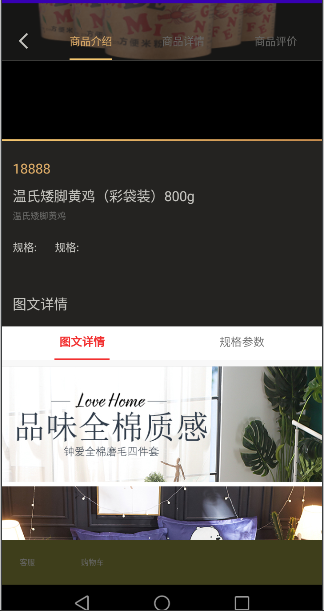 商品介绍 商品详情 商品评价
18888
温氏矮脚黄鸡（彩袋装）800g
温氏矮脚黄鸡
规格: 规格:
图文详情
图文详情 规格参数
Love Home
品味全棉质感
钟爱全棉磨毛四件套
客服 购物车